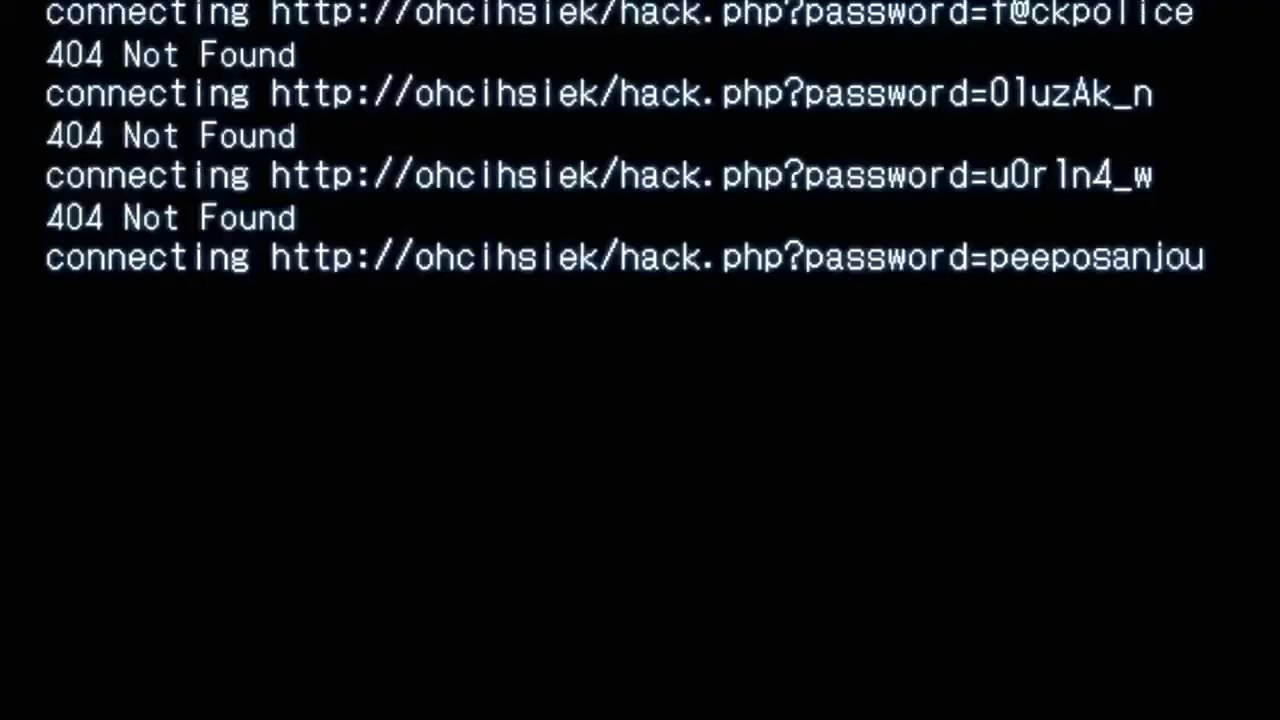 connecting http://ohcihsiek/hack.php?password=f@ckpolice
404 Not Found
connecting http://ohcihsiek/hack.php?password=0luzAk_n
404 Not Found
connecting http://ohcihsiek/hack.php?password=u0rln4_w
404 Not Found
connecting http://ohcihsiek/hack.php?password=peeposanjou